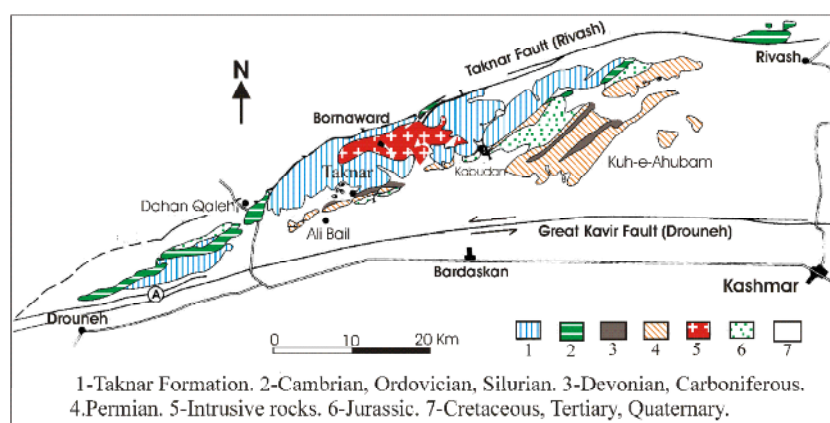 Taknar Fault (Rivash)
Rivash
N
Bornaward
Taknar
Kabudan
Kuh-e-Ahubam
Dahan Qaleh
Ali Bail
Great Kavir Fault (Drouneh)
Bardaskan
Kashmar
A
Drouneh
0 10 20 Km
1 2 3 4 5 6 7
1-Taknar Formation. 2-Cambrian, Ordovician, Silurian. 3-Devonian, Carboniferous.
4.Permian. 5-Intrusive rocks. 6-Jurassic. 7-Cretaceous, Tertiary, Quaternary.